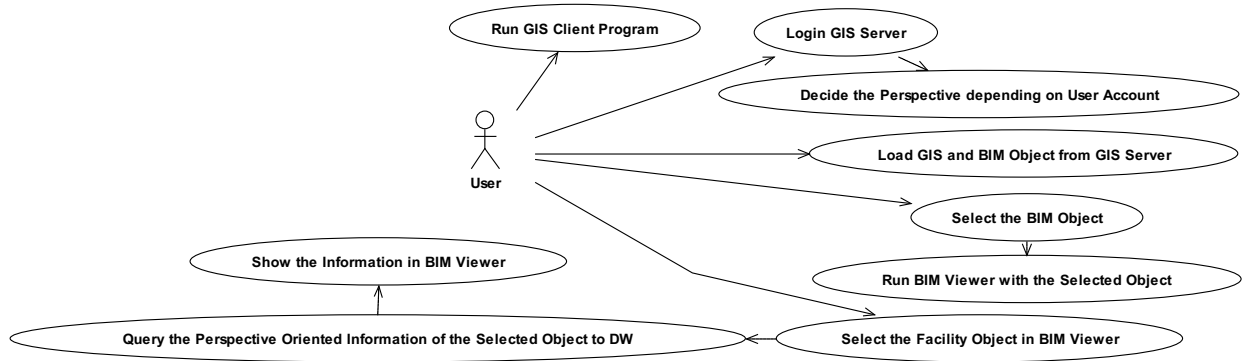 Run GIS Client Program
Login GIS Server
Decide the Perspective depending on User Account
Load GIS and BIM Object from GIS Server
User
Select the BIM Object
Show the Information in BIM Viewer
Run BIM Viewer with the Selected Object
Query the Perspective Oriented Information of the Selected Object to DW
Select the Facility Object in BIM Viewer